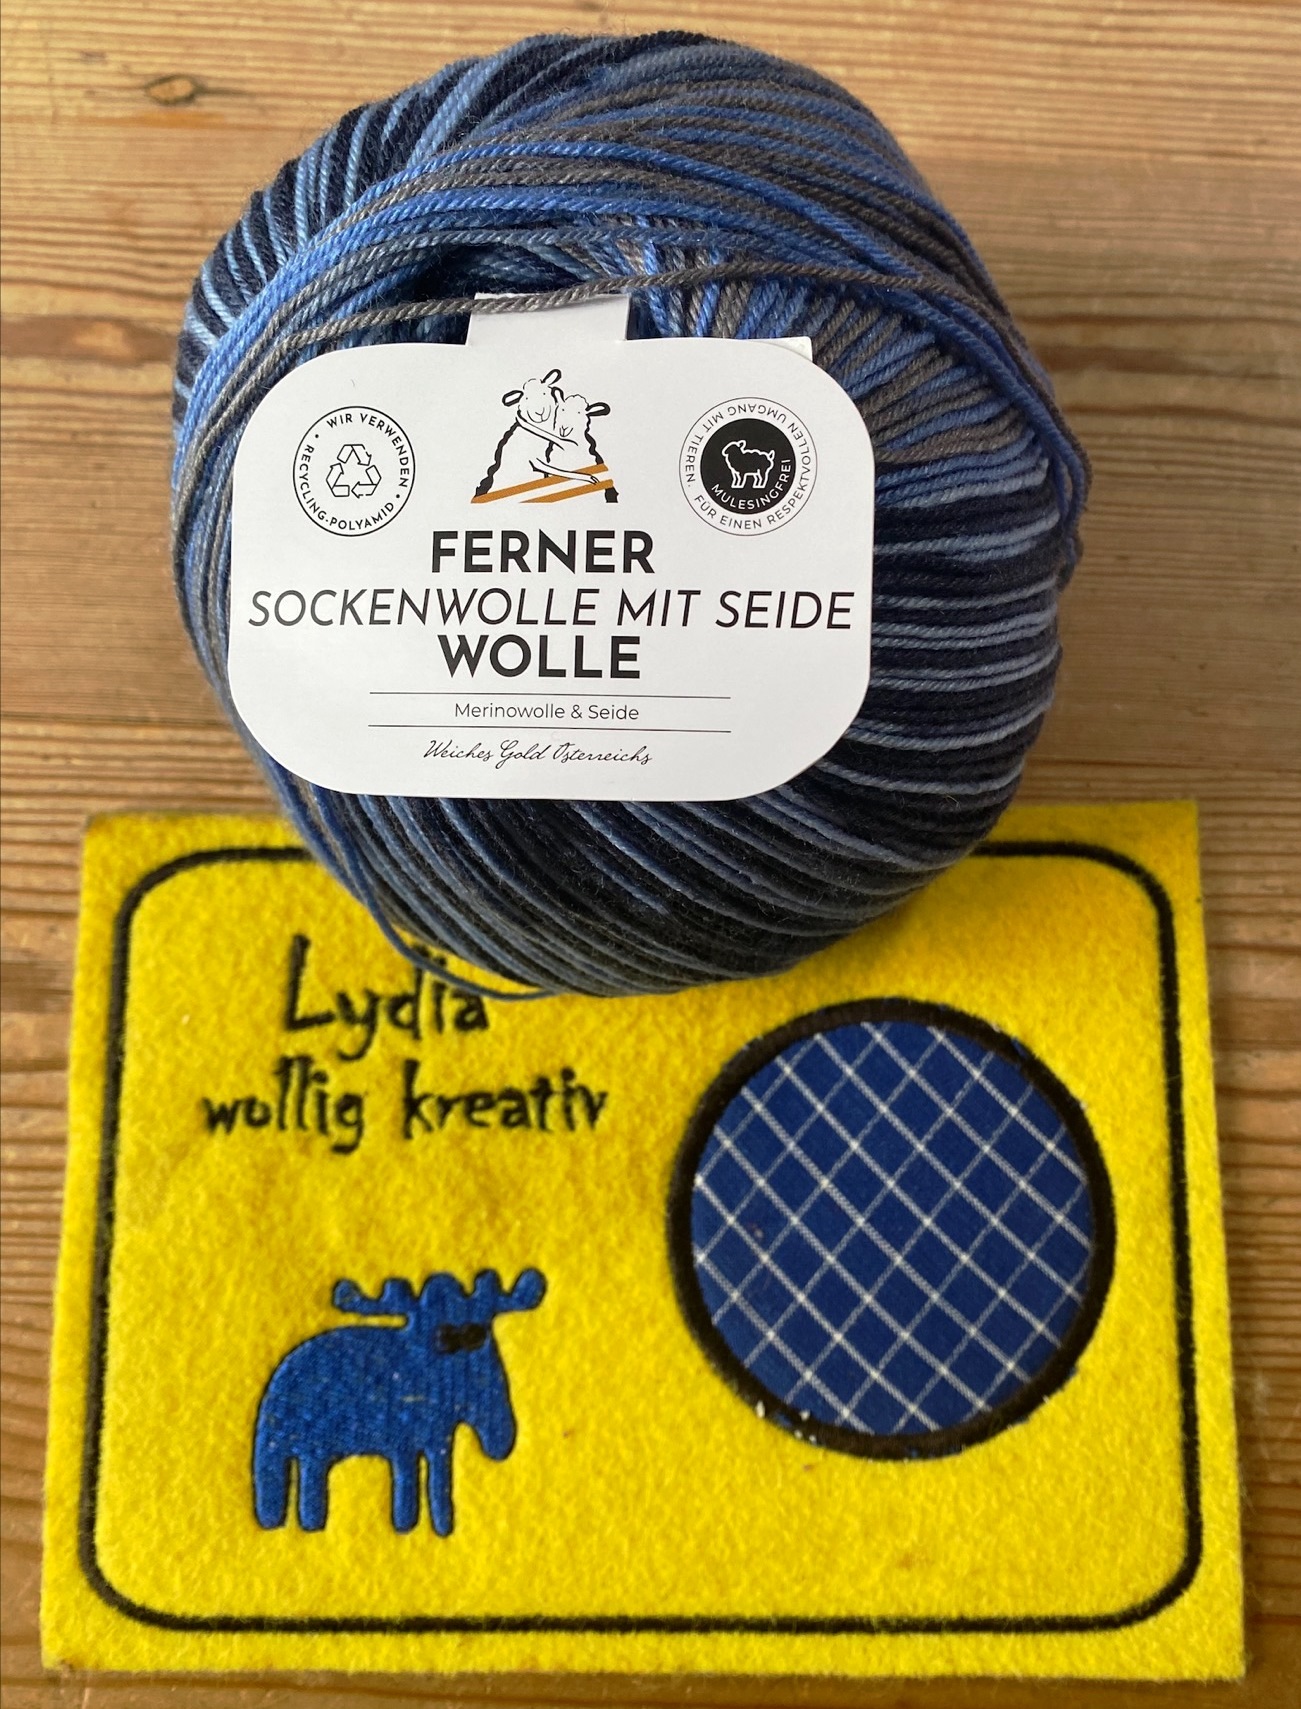 • WIR VERWENDEN •
RECYCLING-POLYAMID
MULESINGFREI
FÜR EINEN RESPEKTVOLLEN UMGANG MIT TIEREN.
FERNER
SOCKENWOLLE MIT SEIDE
WOLLE
Merinowolle & Seide
Weiches Gold Österreichs
Lydia
wollig kreativ